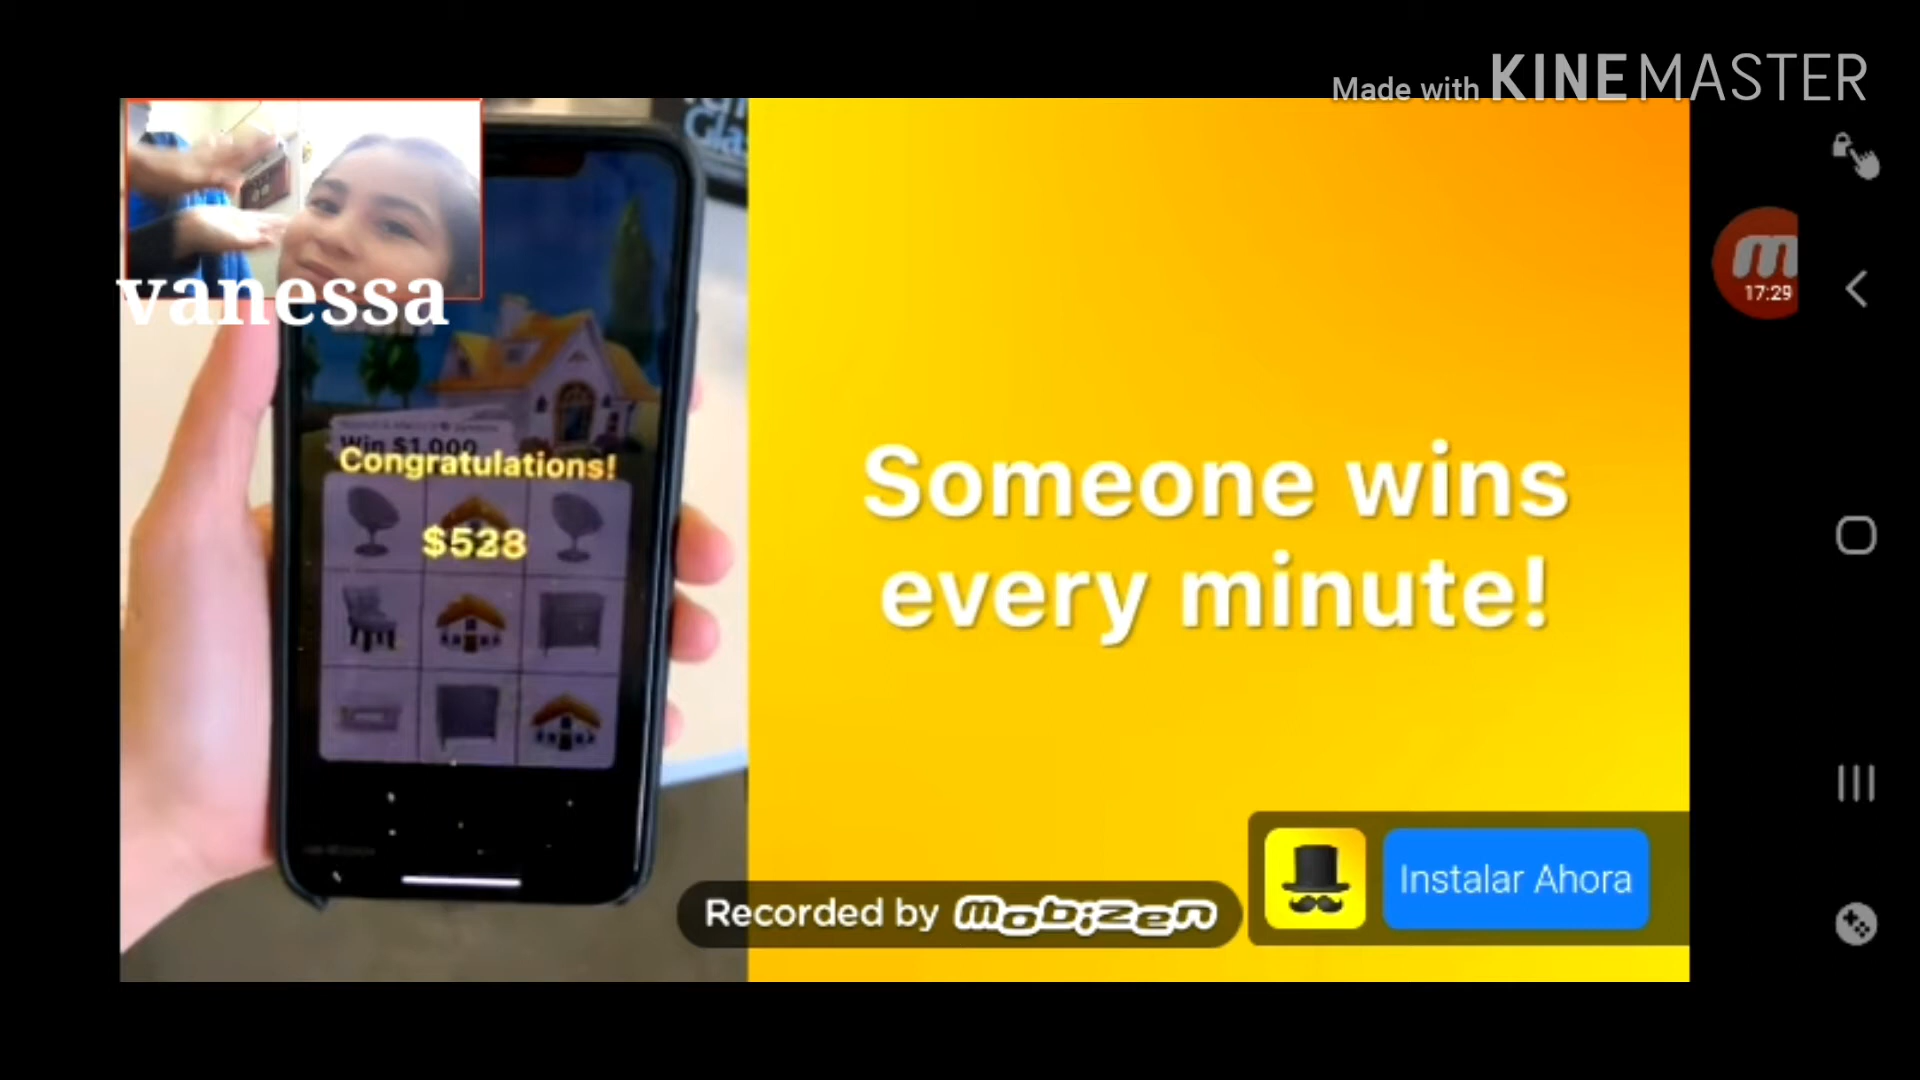 Made with KINEMASTER
Gla
vanessa
17:29
Win $1,000
Congratulations!
$528
Someone wins
every minute!
Instalar Ahora
Recorded by mobizen